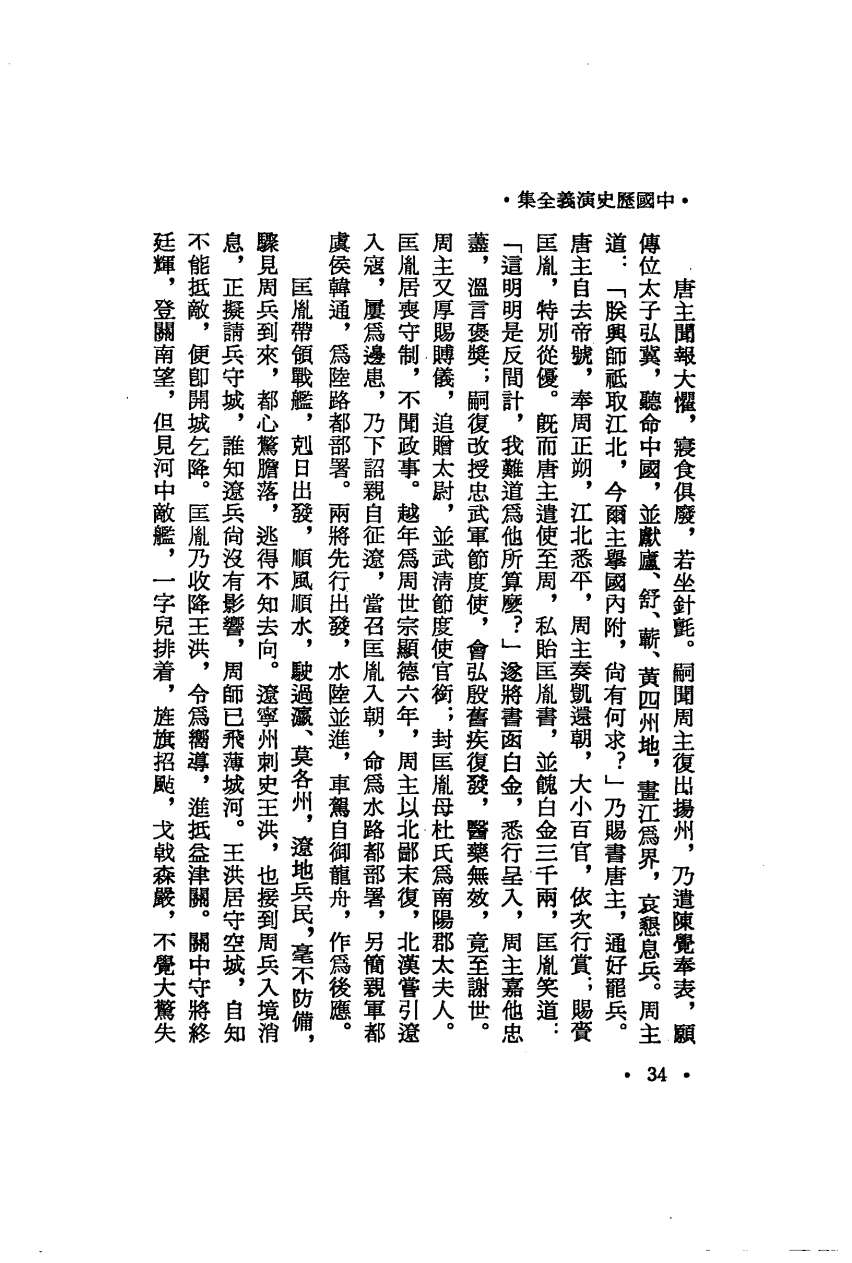 •中國歷史演義全集•
唐主聞報大懼，寢食俱廢，若坐針氈。嗣聞周主復出揚州，乃遣陳覺奉表，願
傳位太子弘冀，聽命中國，並獻廬、舒、蘄、黃四州地，畫江爲界，哀懇息兵。周主
道：「朕興師祗取江北，今爾主舉國內附，尙有何求？」乃賜書唐主，通好罷兵。
唐主自去帝號，奉周正朔，江北悉平，周主奏凱還朝，大小百官，依次行賞；賜賚
匡胤，特別從優。旣而唐主遣使至周，私貽匡胤書，並餽白金三千兩，匡胤笑道：
「這明明是反間計，我難道爲他所算麼？」遂將書函白金，悉行呈入，周主嘉他忠
藎，溫言褒獎；嗣復改授忠武軍節度使，會弘殷舊疾復發，醫藥無效，竟至謝世。
周主又厚賜賻儀，追贈太尉，並武清節度使官銜；封匡胤母杜氏爲南陽郡太夫人。
匡胤居喪守制，不聞政事。越年爲周世宗顯德六年，周主以北鄙末復，北漢嘗引遼
入寇，屢爲邊患，乃下詔親自征遼，當召匡胤入朝，命爲水路都部署，另簡親軍都
虞侯韓通，爲陸路都部署。兩將先行出發，水陸並進，車駕自御龍舟，作爲後應。
匡胤帶領戰艦，剋日出發，順風順水，駛過瀛、莫各州，遼地兵民，毫不防備，
驟見周兵到來，都心驚膽落，逃得不知去向。遼寧州刺史王洪，也接到周兵入境消
息，正擬請兵守城，誰知遼兵尙沒有影響，周師已飛薄城河。王洪居守空城，自知
不能抵敵，便卽開城乞降。匡胤乃收降王洪，令爲嚮導，進抵益津關。關中守將終
廷輝，登關南望，但見河中敵艦，一字兒排着，旌旗招颭，戈戟森嚴，不覺大驚失
• 34 •